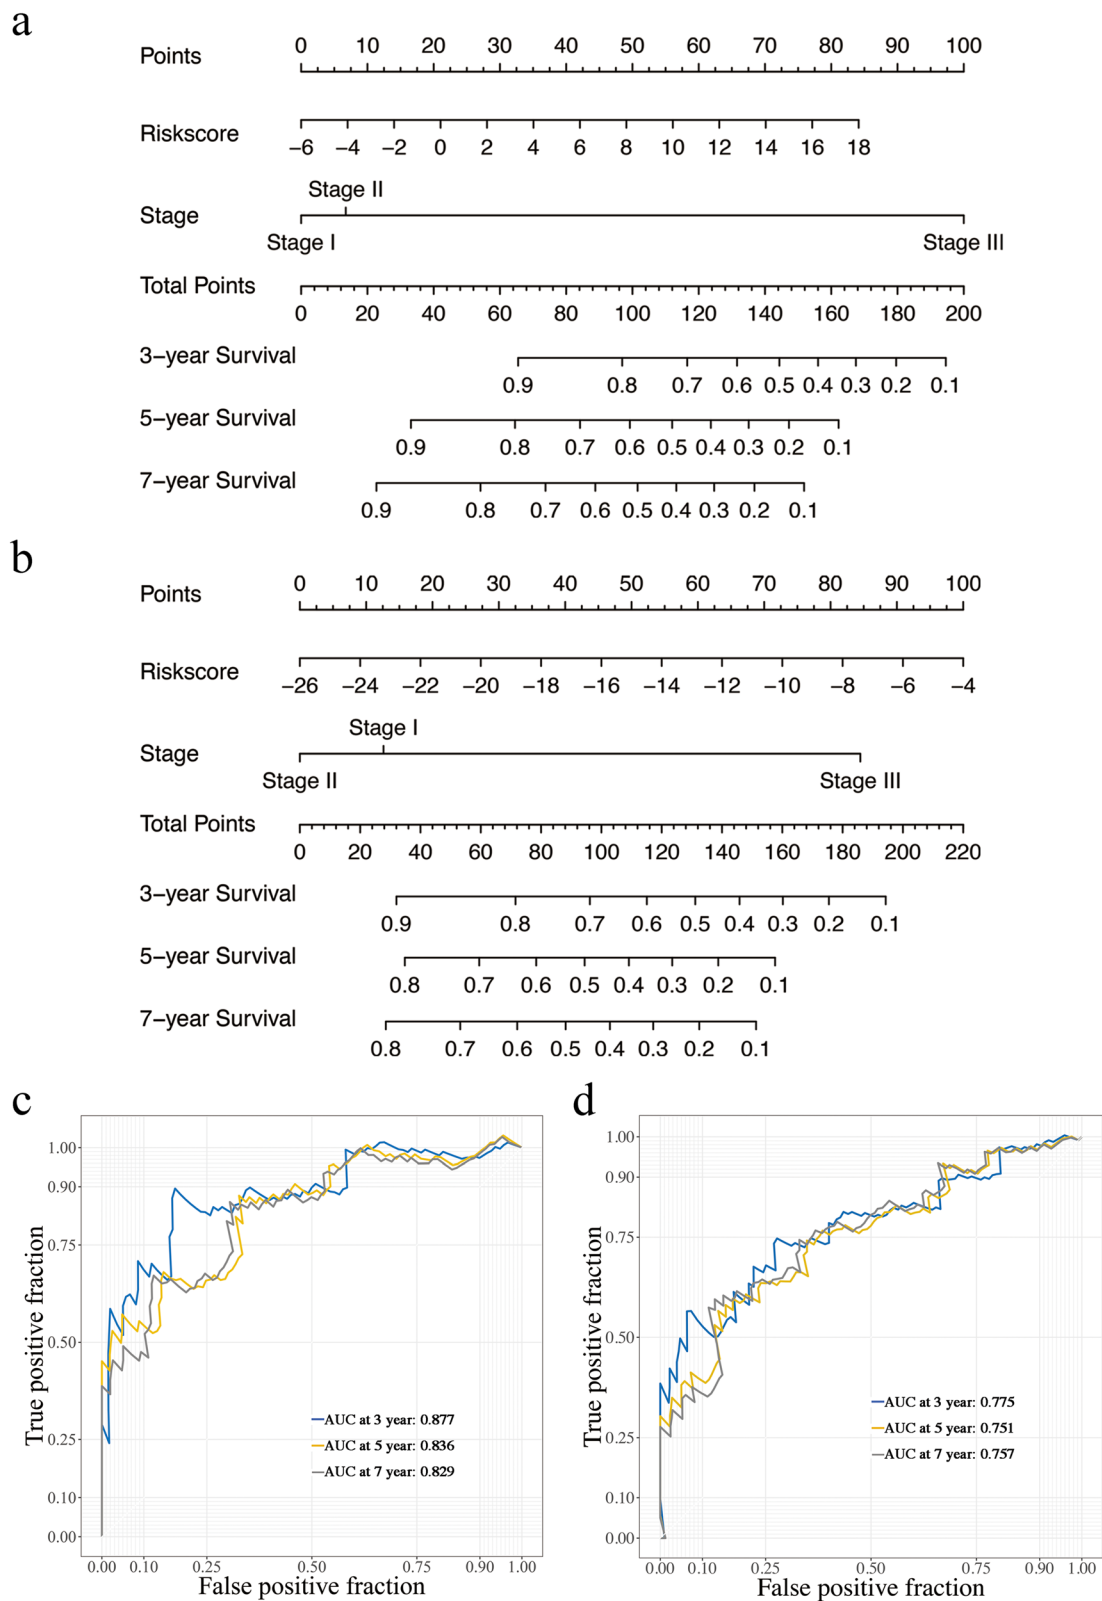 a
Points
0 10 20 30 40 50 60 70 80 90 100
Riskscore
−6 −4 −2 0 2 4 6 8 10 12 14 16 18
Stage II
Stage
Stage I Stage III
Total Points
0 20 40 60 80 100 120 140 160 180 200
3−year Survival
0.9 0.8 0.7 0.6 0.5 0.4 0.3 0.2 0.1
5−year Survival
0.9 0.8 0.7 0.6 0.5 0.4 0.3 0.2 0.1
7−year Survival
0.9 0.8 0.7 0.6 0.5 0.4 0.3 0.2 0.1
b
Points
0 10 20 30 40 50 60 70 80 90 100
Riskscore
−26 −24 −22 −20 −18 −16 −14 −12 −10 −8 −6 −4
Stage I
Stage
Stage II Stage III
Total Points
0 20 40 60 80 100 120 140 160 180 200 220
3−year Survival
0.9 0.8 0.7 0.6 0.5 0.4 0.3 0.2 0.1
5−year Survival
0.8 0.7 0.6 0.5 0.4 0.3 0.2 0.1
7−year Survival
0.8 0.7 0.6 0.5 0.4 0.3 0.2 0.1
c
True positive fraction
1.00
0.90
0.75
0.50
0.25
0.10
0.00
AUC at 3 year: 0.877
AUC at 5 year: 0.836
AUC at 7 year: 0.829
0.00 0.10 0.25 0.50 0.75 0.90 1.00
False positive fraction
d
True positive fraction
1.00
0.90
0.75
0.50
0.25
0.10
0.00
AUC at 3 year: 0.775
AUC at 5 year: 0.751
AUC at 7 year: 0.757
0.00 0.10 0.25 0.50 0.75 0.90 1.00
False positive fraction